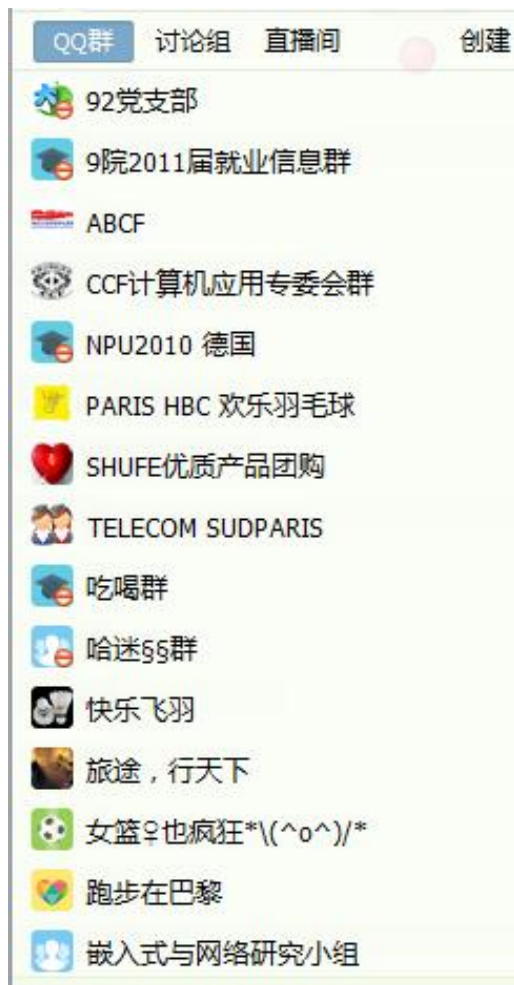 QQ群 讨论组 直播间 创建
92党支部
9院2011届就业信息群
ABCF
CCF计算机应用专委会群
NPU2010 德国
PARIS HBC 欢乐羽毛球
SHUFE优质产品团购
TELECOM SUDPARIS
吃喝群
哈迷§§群
快乐飞羽
旅途，行天下
女篮♀也疯狂*\(^o^)/*
跑步在巴黎
嵌入式与网络研究小组